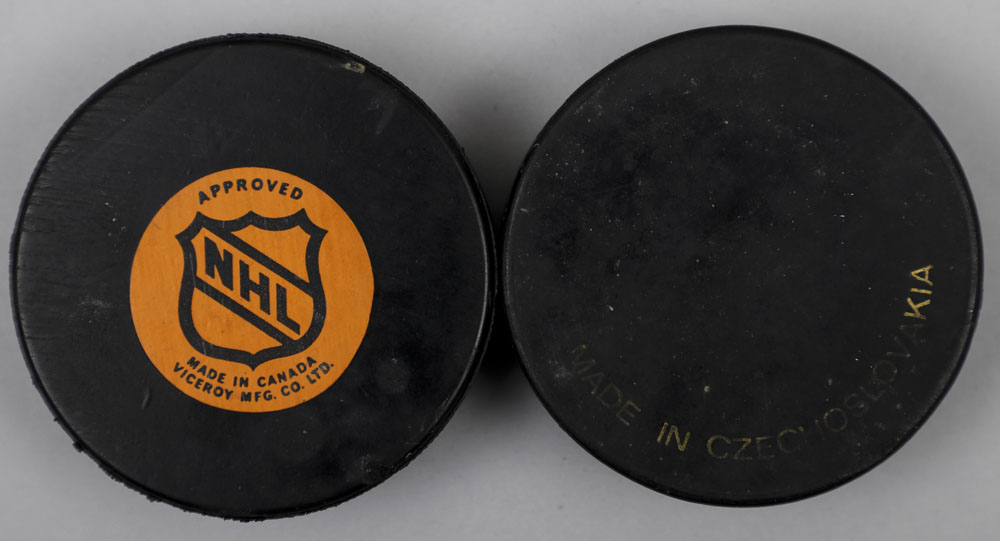 APPROVED
NHL
MADE IN CANADA
VICEROY MFG. CO. LTD.
MADE IN CZECHOSLOVAKIA